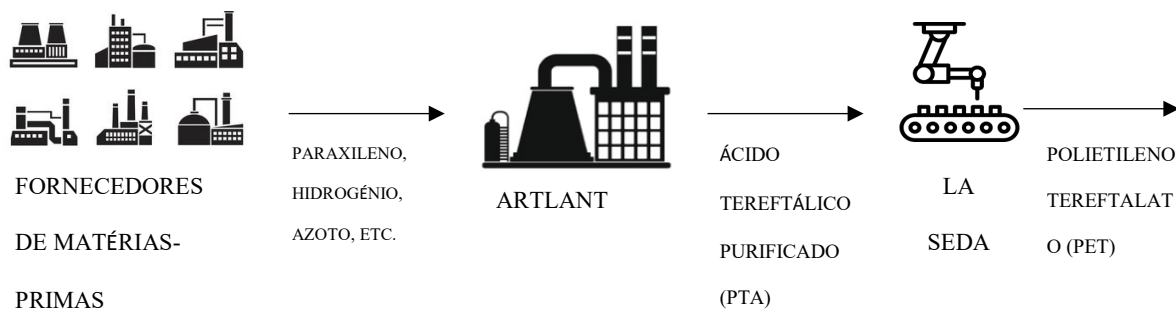 FORNECEDORES
DE MATÉRIAS-
PRIMAS
PARAXILENO,
HIDROGÉNIO,
AZOTO, ETC.
ARTLANT
ÁCIDO
TEREFTÁLICO
PURIFICADO
(PTA)
LA
SEDA
POLIETILENO
TEREFTALAT
O (PET)